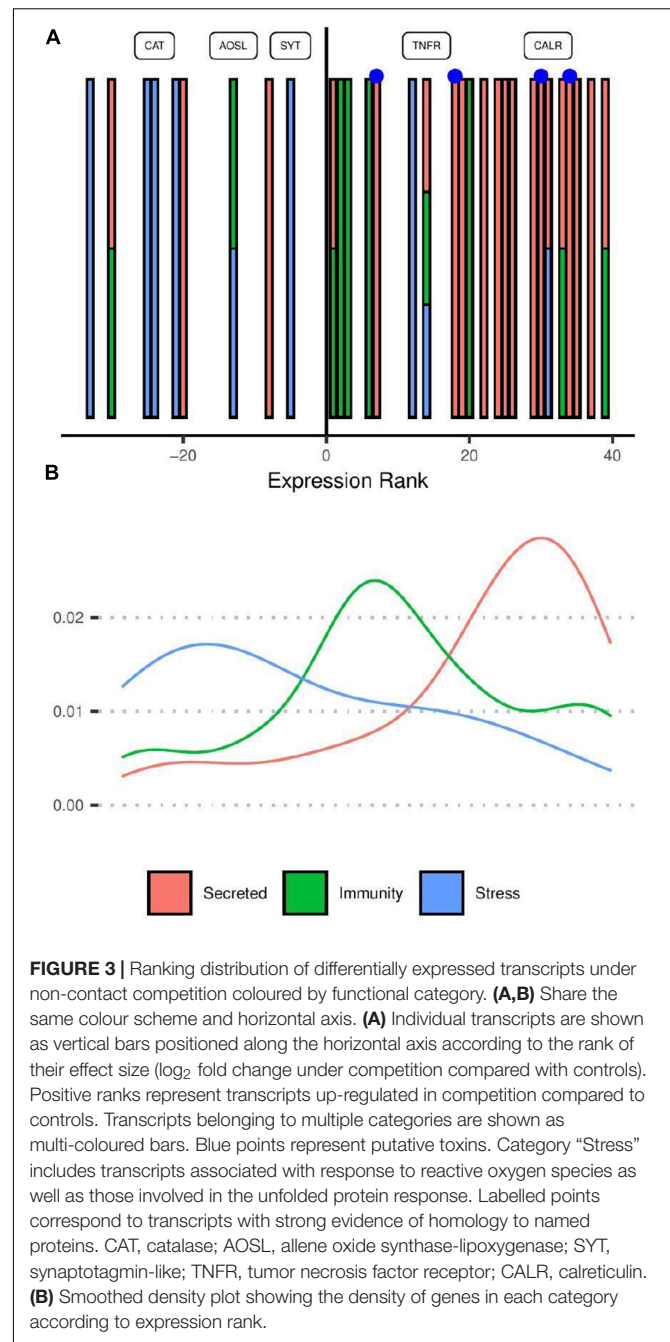 A
CAT
AOSL
SYT
TNFR
CALR
−20
0
20
40
Expression Rank
B
0.02
0.01
0.00
Secreted
Immunity
Stress
FIGURE 3 | Ranking distribution of differentially expressed transcripts under
non-contact competition coloured by functional category. (A,B) Share the
same colour scheme and horizontal axis. (A) Individual transcripts are shown
as vertical bars positioned along the horizontal axis according to the rank of
their effect size (log2 fold change under competition compared with controls).
Positive ranks represent transcripts up-regulated in competition compared to
controls. Transcripts belonging to multiple categories are shown as
multi-coloured bars. Blue points represent putative toxins. Category “Stress”
includes transcripts associated with response to reactive oxygen species as
well as those involved in the unfolded protein response. Labelled points
correspond to transcripts with strong evidence of homology to named
proteins. CAT, catalase; AOSL, allene oxide synthase-lipoxygenase; SYT,
synaptotagmin-like; TNFR, tumor necrosis factor receptor; CALR, calreticulin.
(B) Smoothed density plot showing the density of genes in each category
according to expression rank.